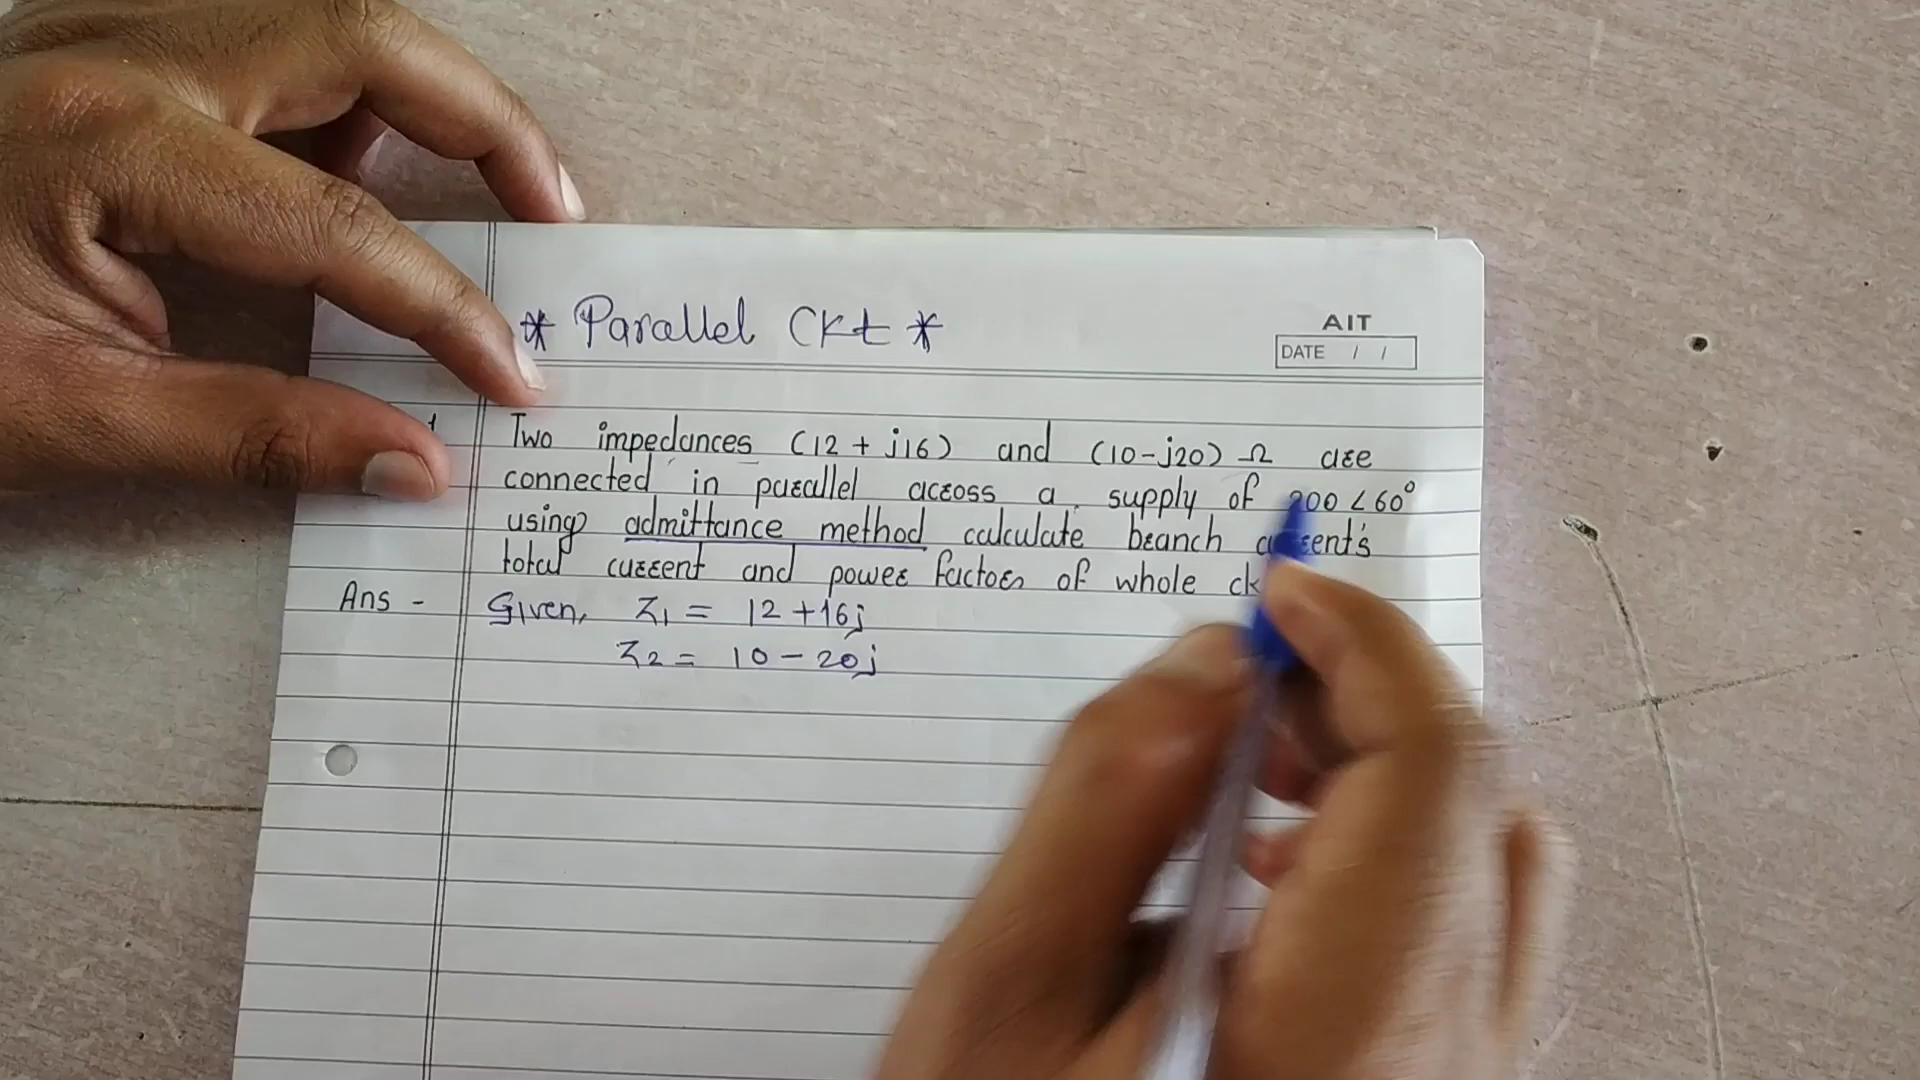 * Parallel Ckt *
AIT
DATE / /
1 Two impedances (12 + j16) and (10-j20) Ω are
connected in parallel across a supply of 200 ∠60°
using admittance method calculate branch
total current and power factor of whole
Ans - Given, Z1 = 12 +16j
Z2 = 10 - 20j